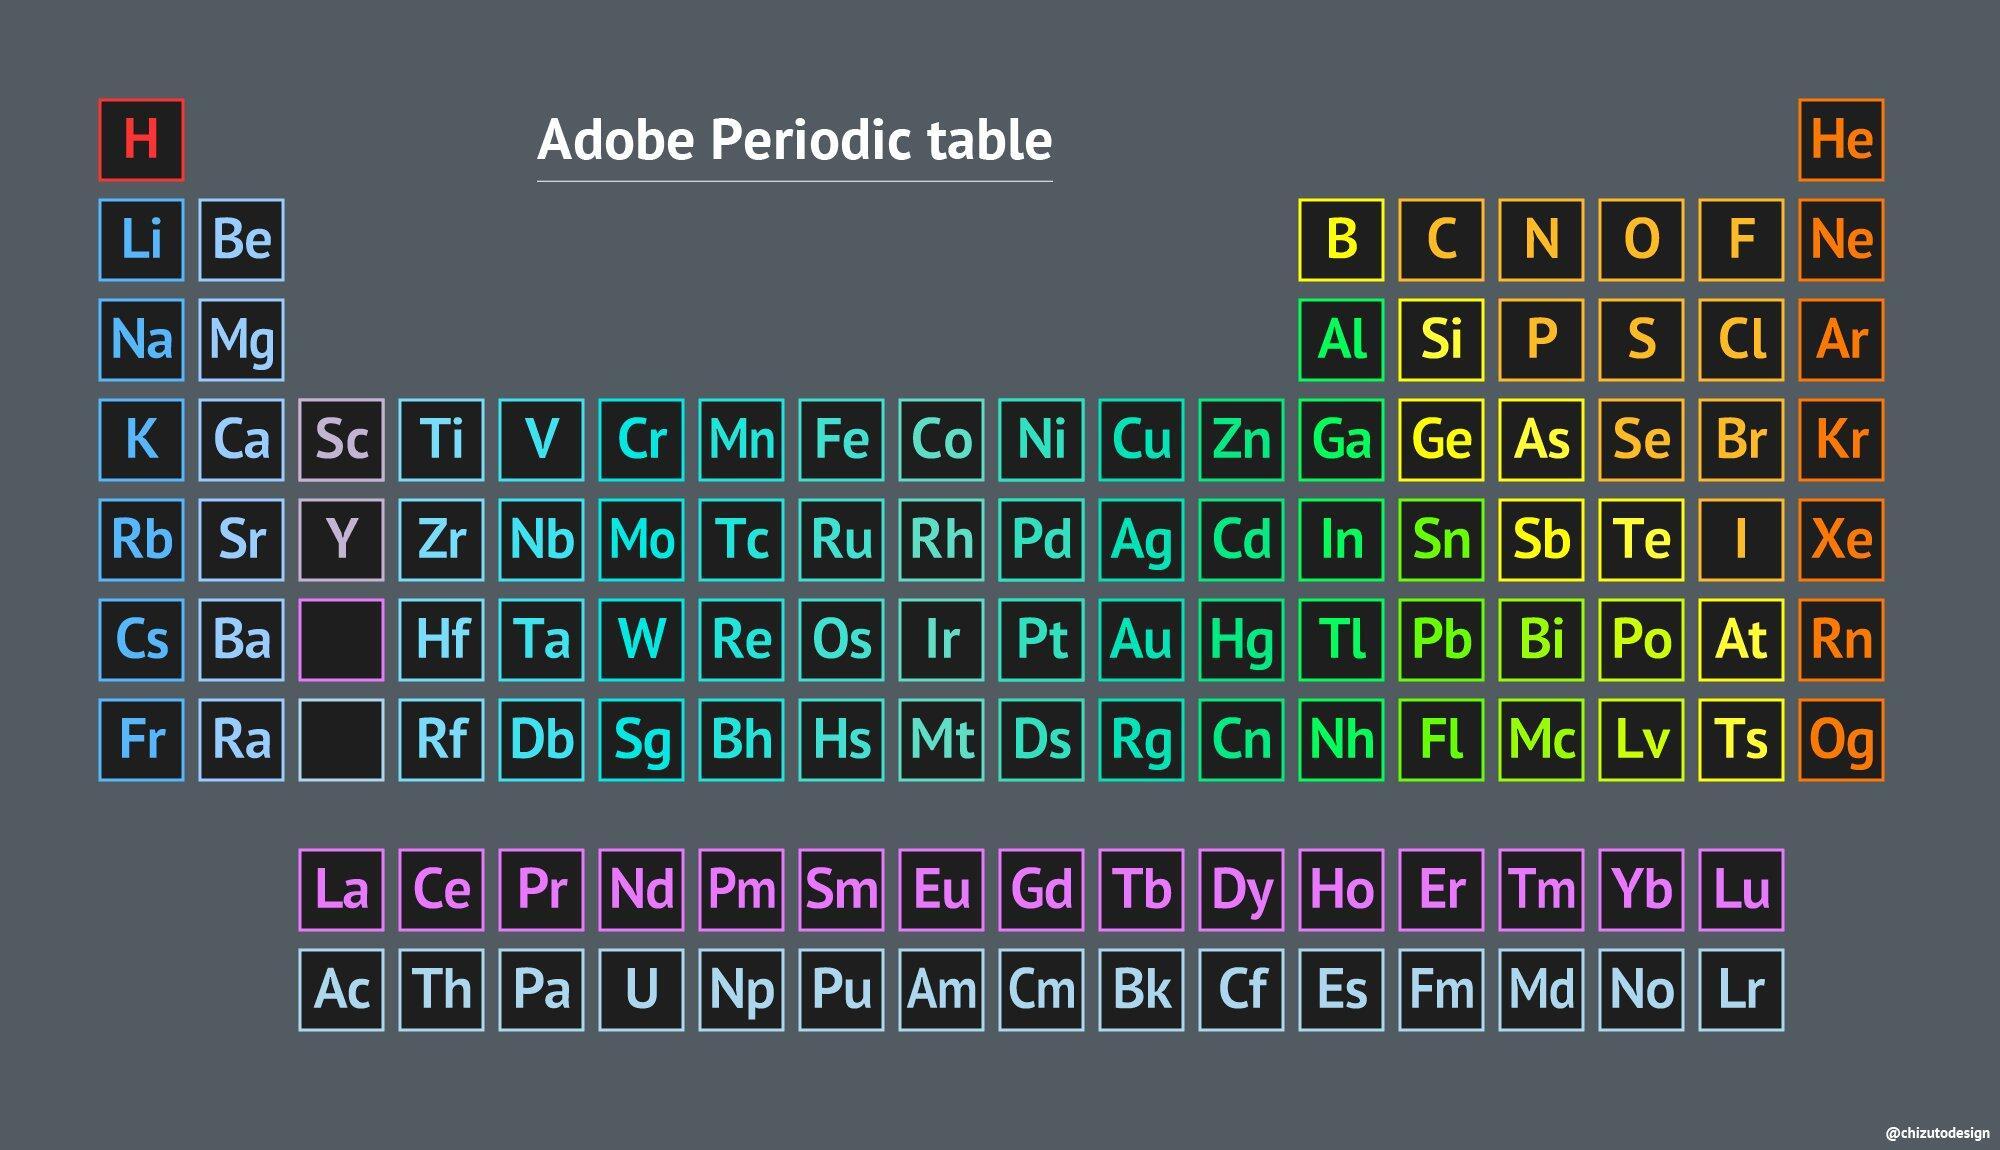 Adobe Periodic table
H He
Li Be B C N O F Ne
Na Mg Al Si P S Cl Ar
K Ca Sc Ti V Cr Mn Fe Co Ni Cu Zn Ga Ge As Se Br Kr
Rb Sr Y Zr Nb Mo Tc Ru Rh Pd Ag Cd In Sn Sb Te I Xe
Cs Ba Hf Ta W Re Os Ir Pt Au Hg Tl Pb Bi Po At Rn
Fr Ra Rf Db Sg Bh Hs Mt Ds Rg Cn Nh Fl Mc Lv Ts Og
La Ce Pr Nd Pm Sm Eu Gd Tb Dy Ho Er Tm Yb Lu
Ac Th Pa U Np Pu Am Cm Bk Cf Es Fm Md No Lr
@chizutodesign